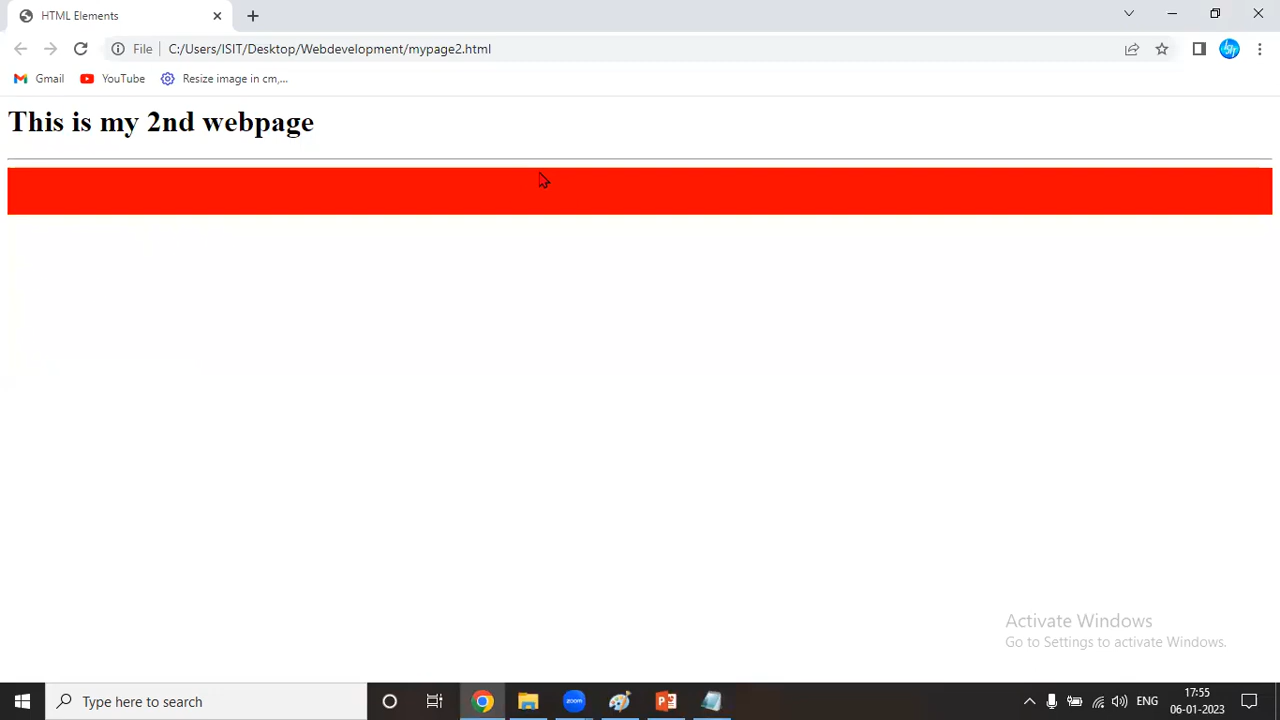 HTML Elements
File C:/Users/ISIT/Desktop/Webdevelopment/mypage2.html
Gmail YouTube Resize image in cm,...
This is my 2nd webpage
Activate Windows
Go to Settings to activate Windows.
Type here to search
zoom
ENG
17:55
06-01-2023